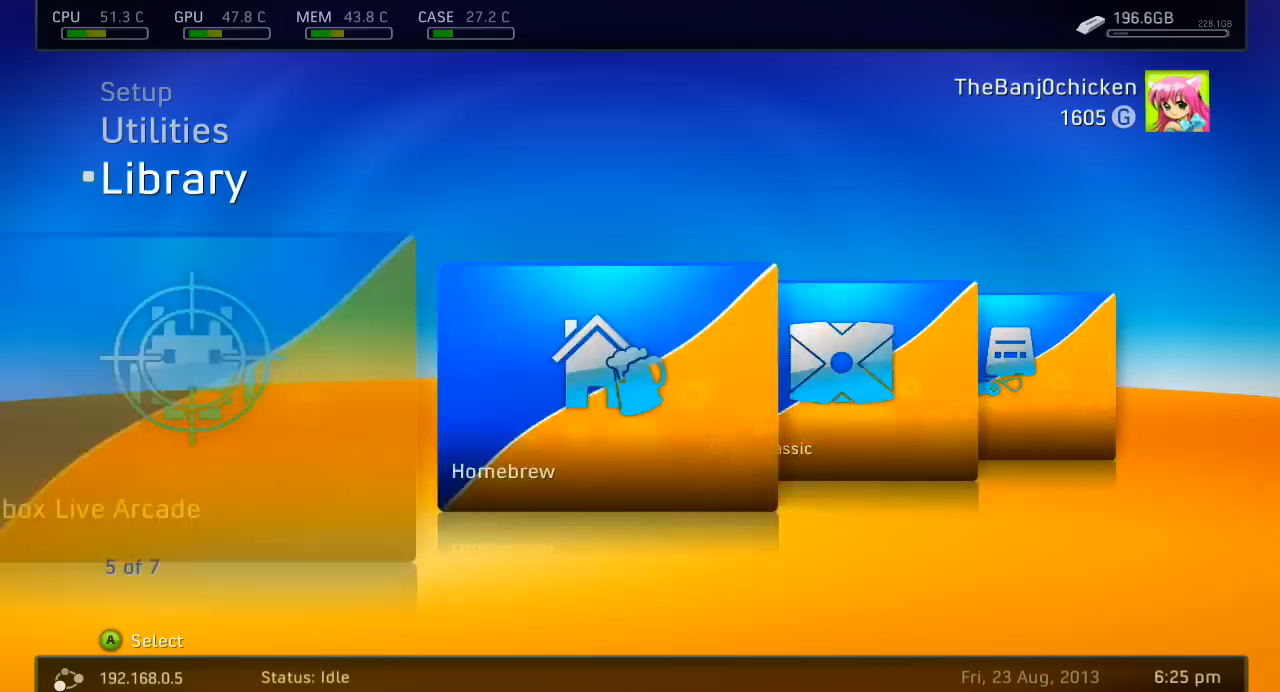 CPU 51.3 C GPU 47.8 C MEM 43.8 C CASE 27.2 C 196.6GB 228.1GB
Setup
Utilities
Library
TheBanj0chicken
1605 G
box Live Arcade
Homebrew
assic
5 of 7
A Select
192.168.0.5 Status: Idle Fri, 23 Aug, 2013 6:25 pm